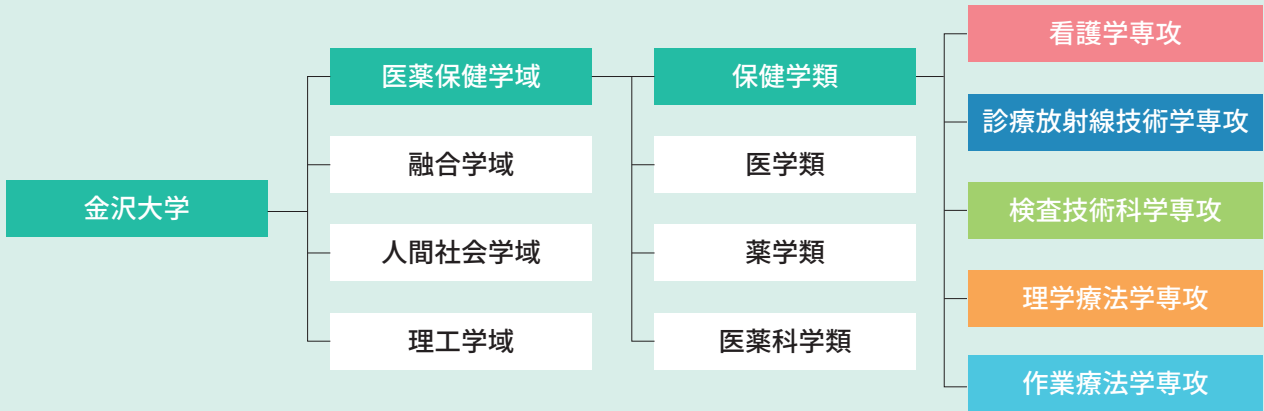 金沢大学
医薬保健学域
融合学域
人間社会学域
理工学域
保健学類
医学類
薬学類
医薬科学類
看護学専攻
診療放射線技術学専攻
検査技術科学専攻
理学療法学専攻
作業療法学専攻